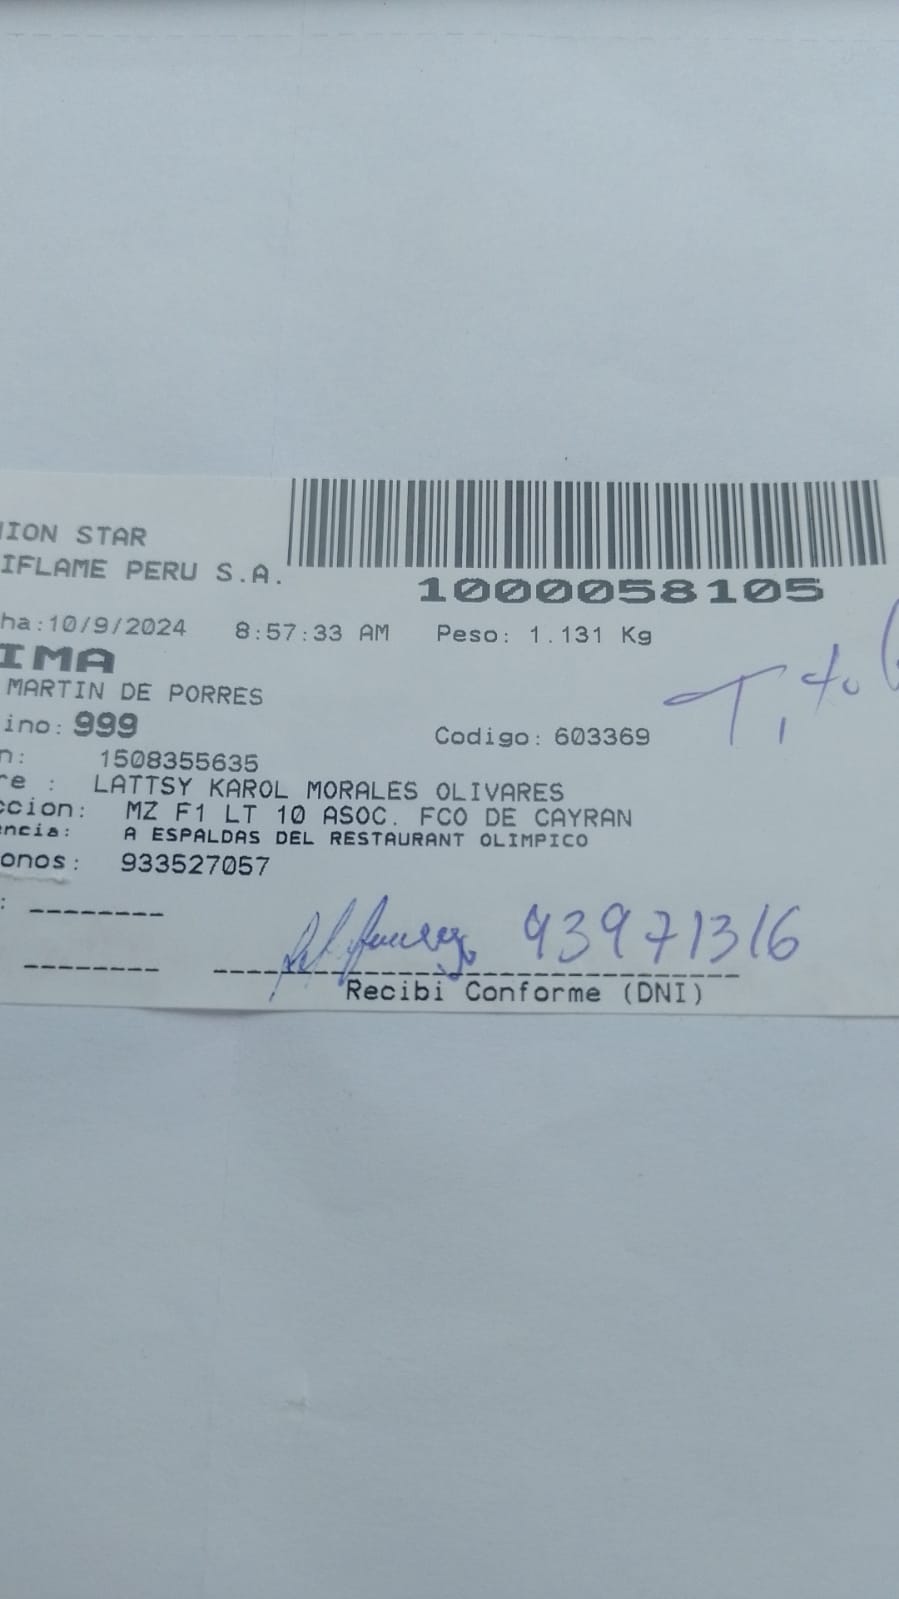 ION STAR
IFLAME PERU S.A.
1000058105
ha:10/9/2024 8:57:33 AM Peso: 1.131 Kg
IMA
MARTIN DE PORRES
Tito
ino: 999 Codigo: 603369
n: 1508355635
re : LATTSY KAROL MORALES OLIVARES
ccion: MZ F1 LT 10 ASOC. FCO DE CAYRAN
encia: A ESPALDAS DEL RESTAURANT OLIMPICO
onos: 933527057
: --------
93971316
Recibi Conforme (DNI)